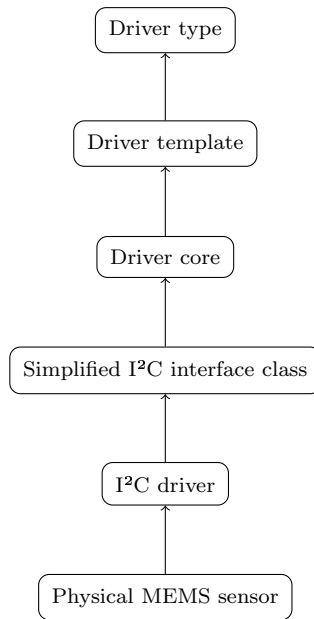 Driver type
Driver template
Driver core
Simplified I²C interface class
I²C driver
Physical MEMS sensor